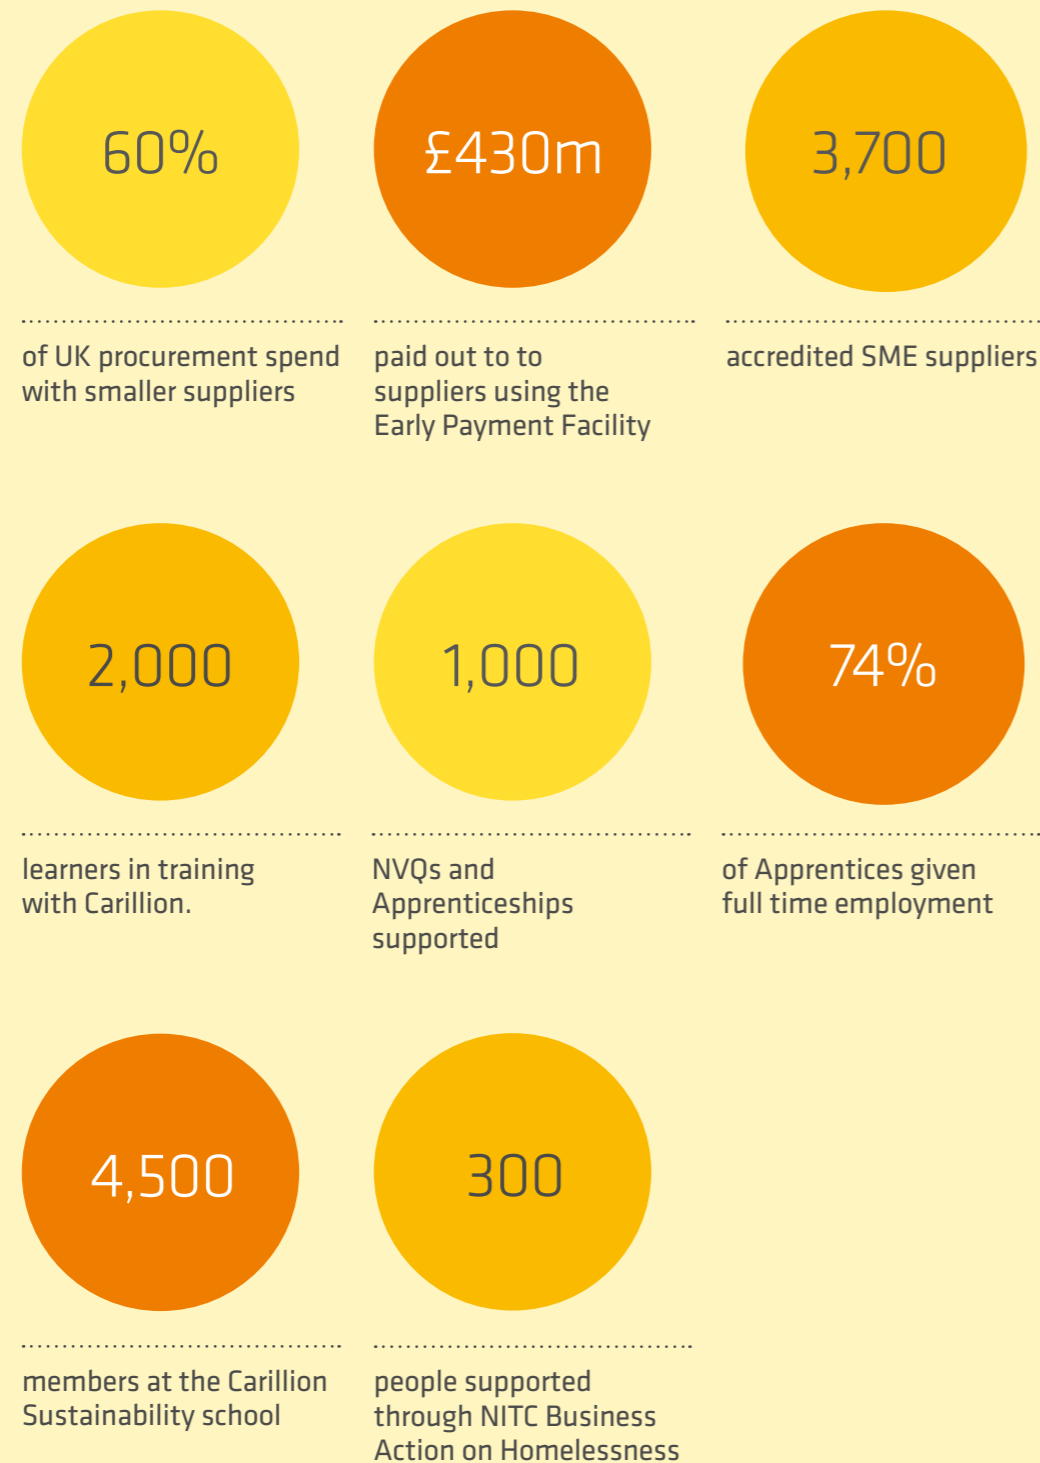 60%
of UK procurement spend
with smaller suppliers
£430m
paid out to to
suppliers using the
Early Payment Facility
3,700
accredited SME suppliers
2,000
learners in training
with Carillion.
1,000
NVQs and
Apprenticeships
supported
74%
of Apprentices given
full time employment
4,500
members at the Carillion
Sustainability school
300
people supported
through NITC Business
Action on Homelessness